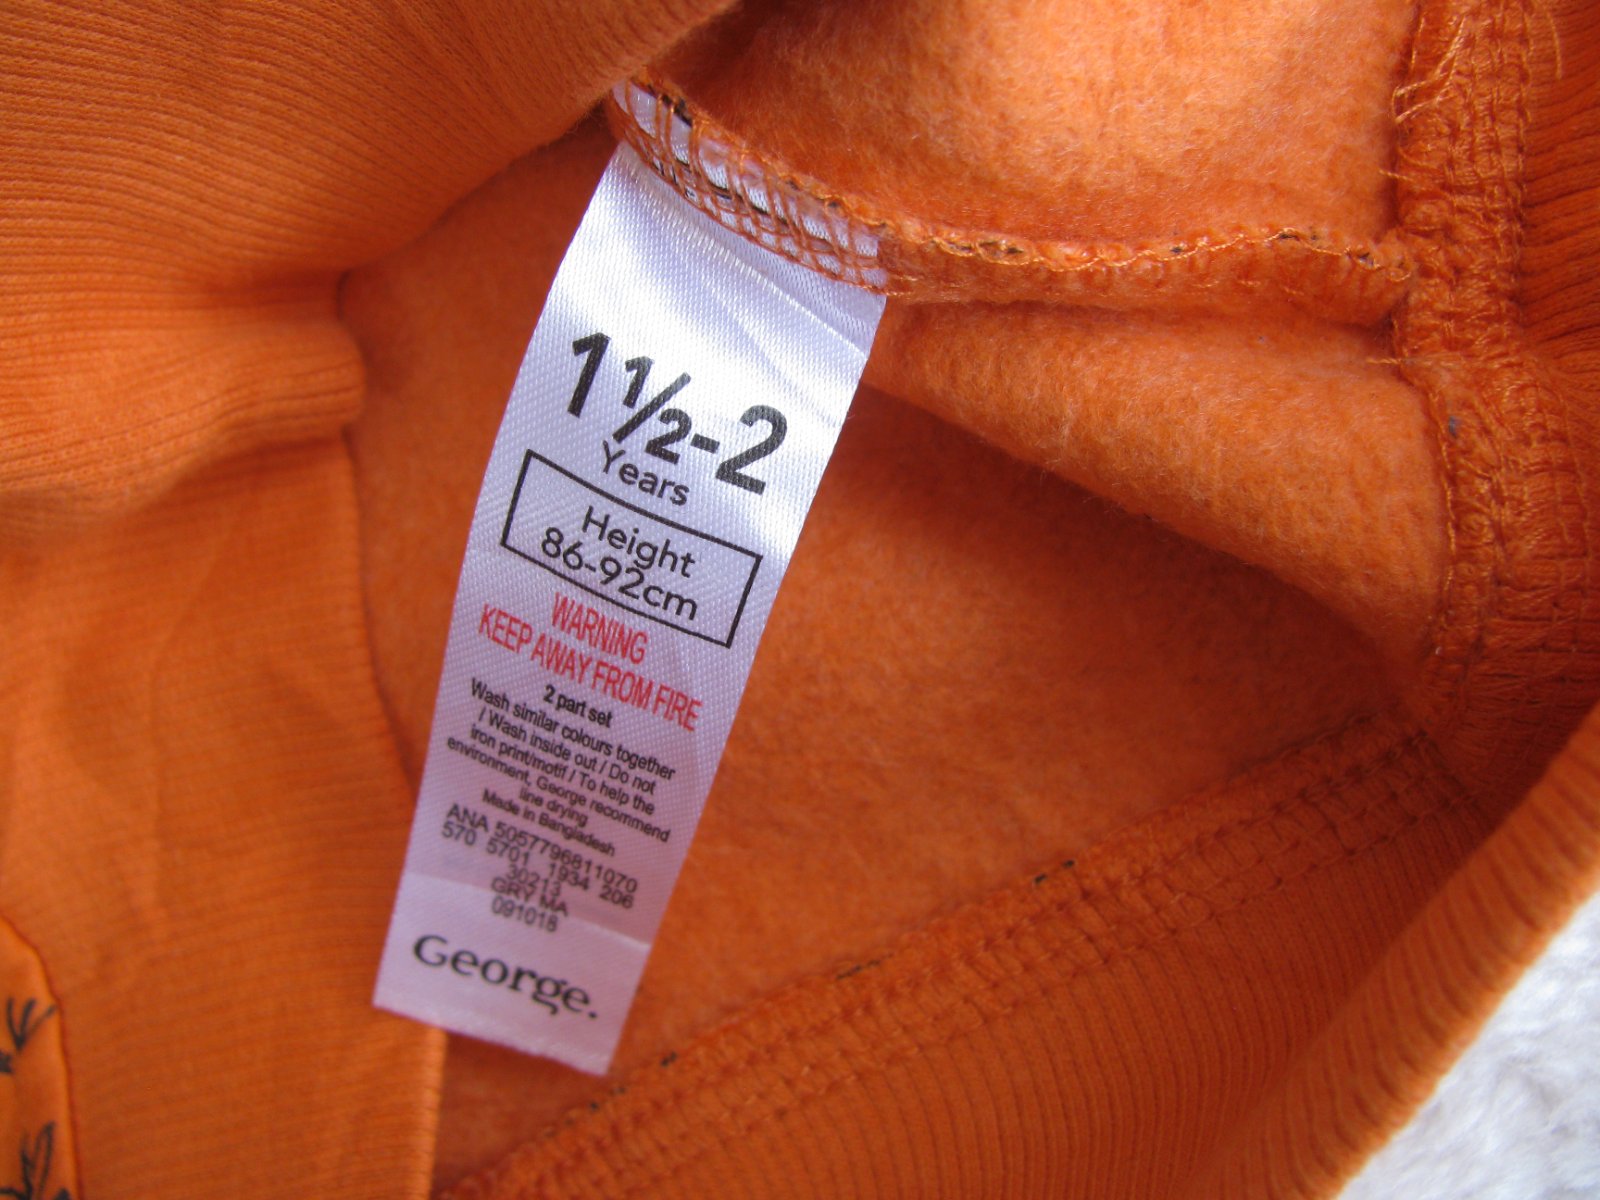 1½-2
Years
Height
86-92cm
WARNING
KEEP AWAY FROM FIRE
2 part set
Wash similar colours together
/ Wash inside out / Do not
iron print/motif / To help the
environment, George recommend
line drying
Made in Bangladesh
ANA 5057796811070
570 5701 1934 206
30213
GRY MA
091018
George.